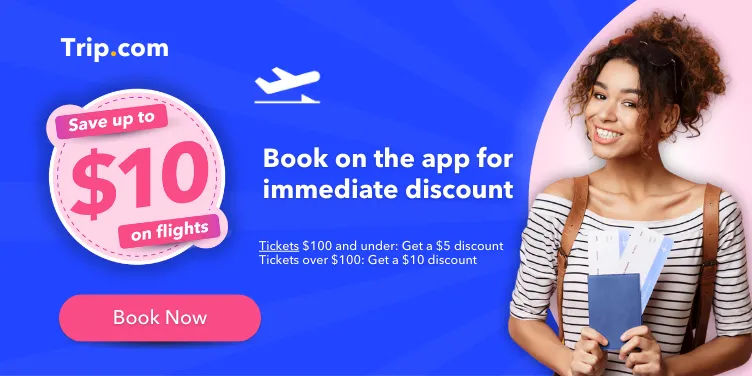 Trip.com
Save up to
$10
on flights
Book on the app for
immediate discount
Tickets $100 and under: Get a $5 discount
Tickets over $100: Get a $10 discount
Book Now